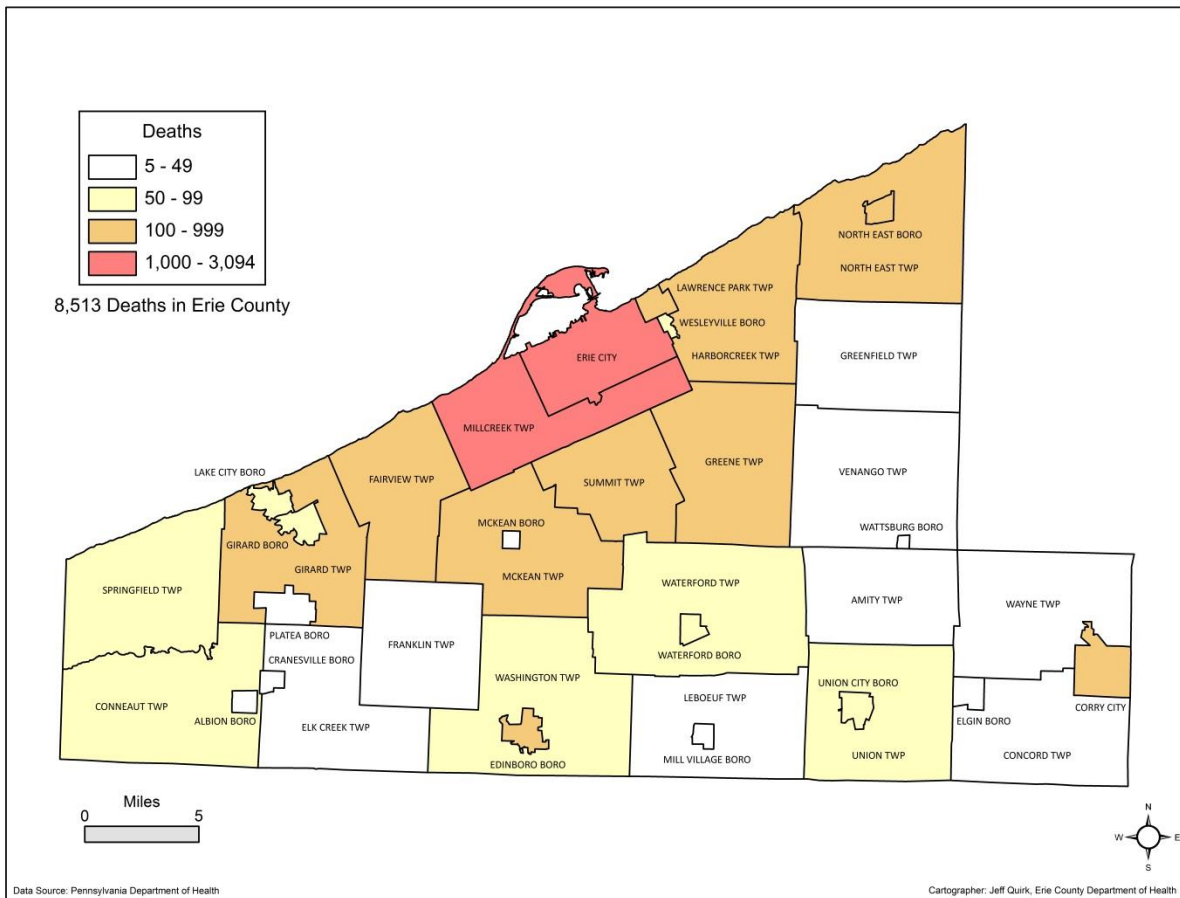 Deaths
5 - 49
50 - 99
100 - 999
1,000 - 3,094
8,513 Deaths in Erie County
NORTH EAST BORO
NORTH EAST TWP
LAWRENCE PARK TWP
WESLEYVILLE BORO
HARBORCREEK TWP
GREENFIELD TWP
ERIE CITY
MILLCREEK TWP
LAKE CITY BORO
FAIRVIEW TWP
SUMMIT TWP
GREENE TWP
VENANGO TWP
MCKEAN BORO
WATTSBURG BORO
GIRARD BORO
GIRARD TWP
MCKEAN TWP
SPRINGFIELD TWP
WATERFORD TWP
AMITY TWP
WAYNE TWP
PLATEA BORO
FRANKLIN TWP
WATERFORD BORO
CRANESVILLE BORO
WASHINGTON TWP
UNION CITY BORO
LEBOEUF TWP
CONNEAUT TWP
ALBION BORO
ELK CREEK TWP
ELGIN BORO
CORRY CITY
EDINBORO BORO
MILL VILLAGE BORO
UNION TWP
CONCORD TWP
Miles
0 5
N
W E
S
Data Source: Pennsylvania Department of Health
Cartographer: Jeff Quirk, Erie County Department of Health